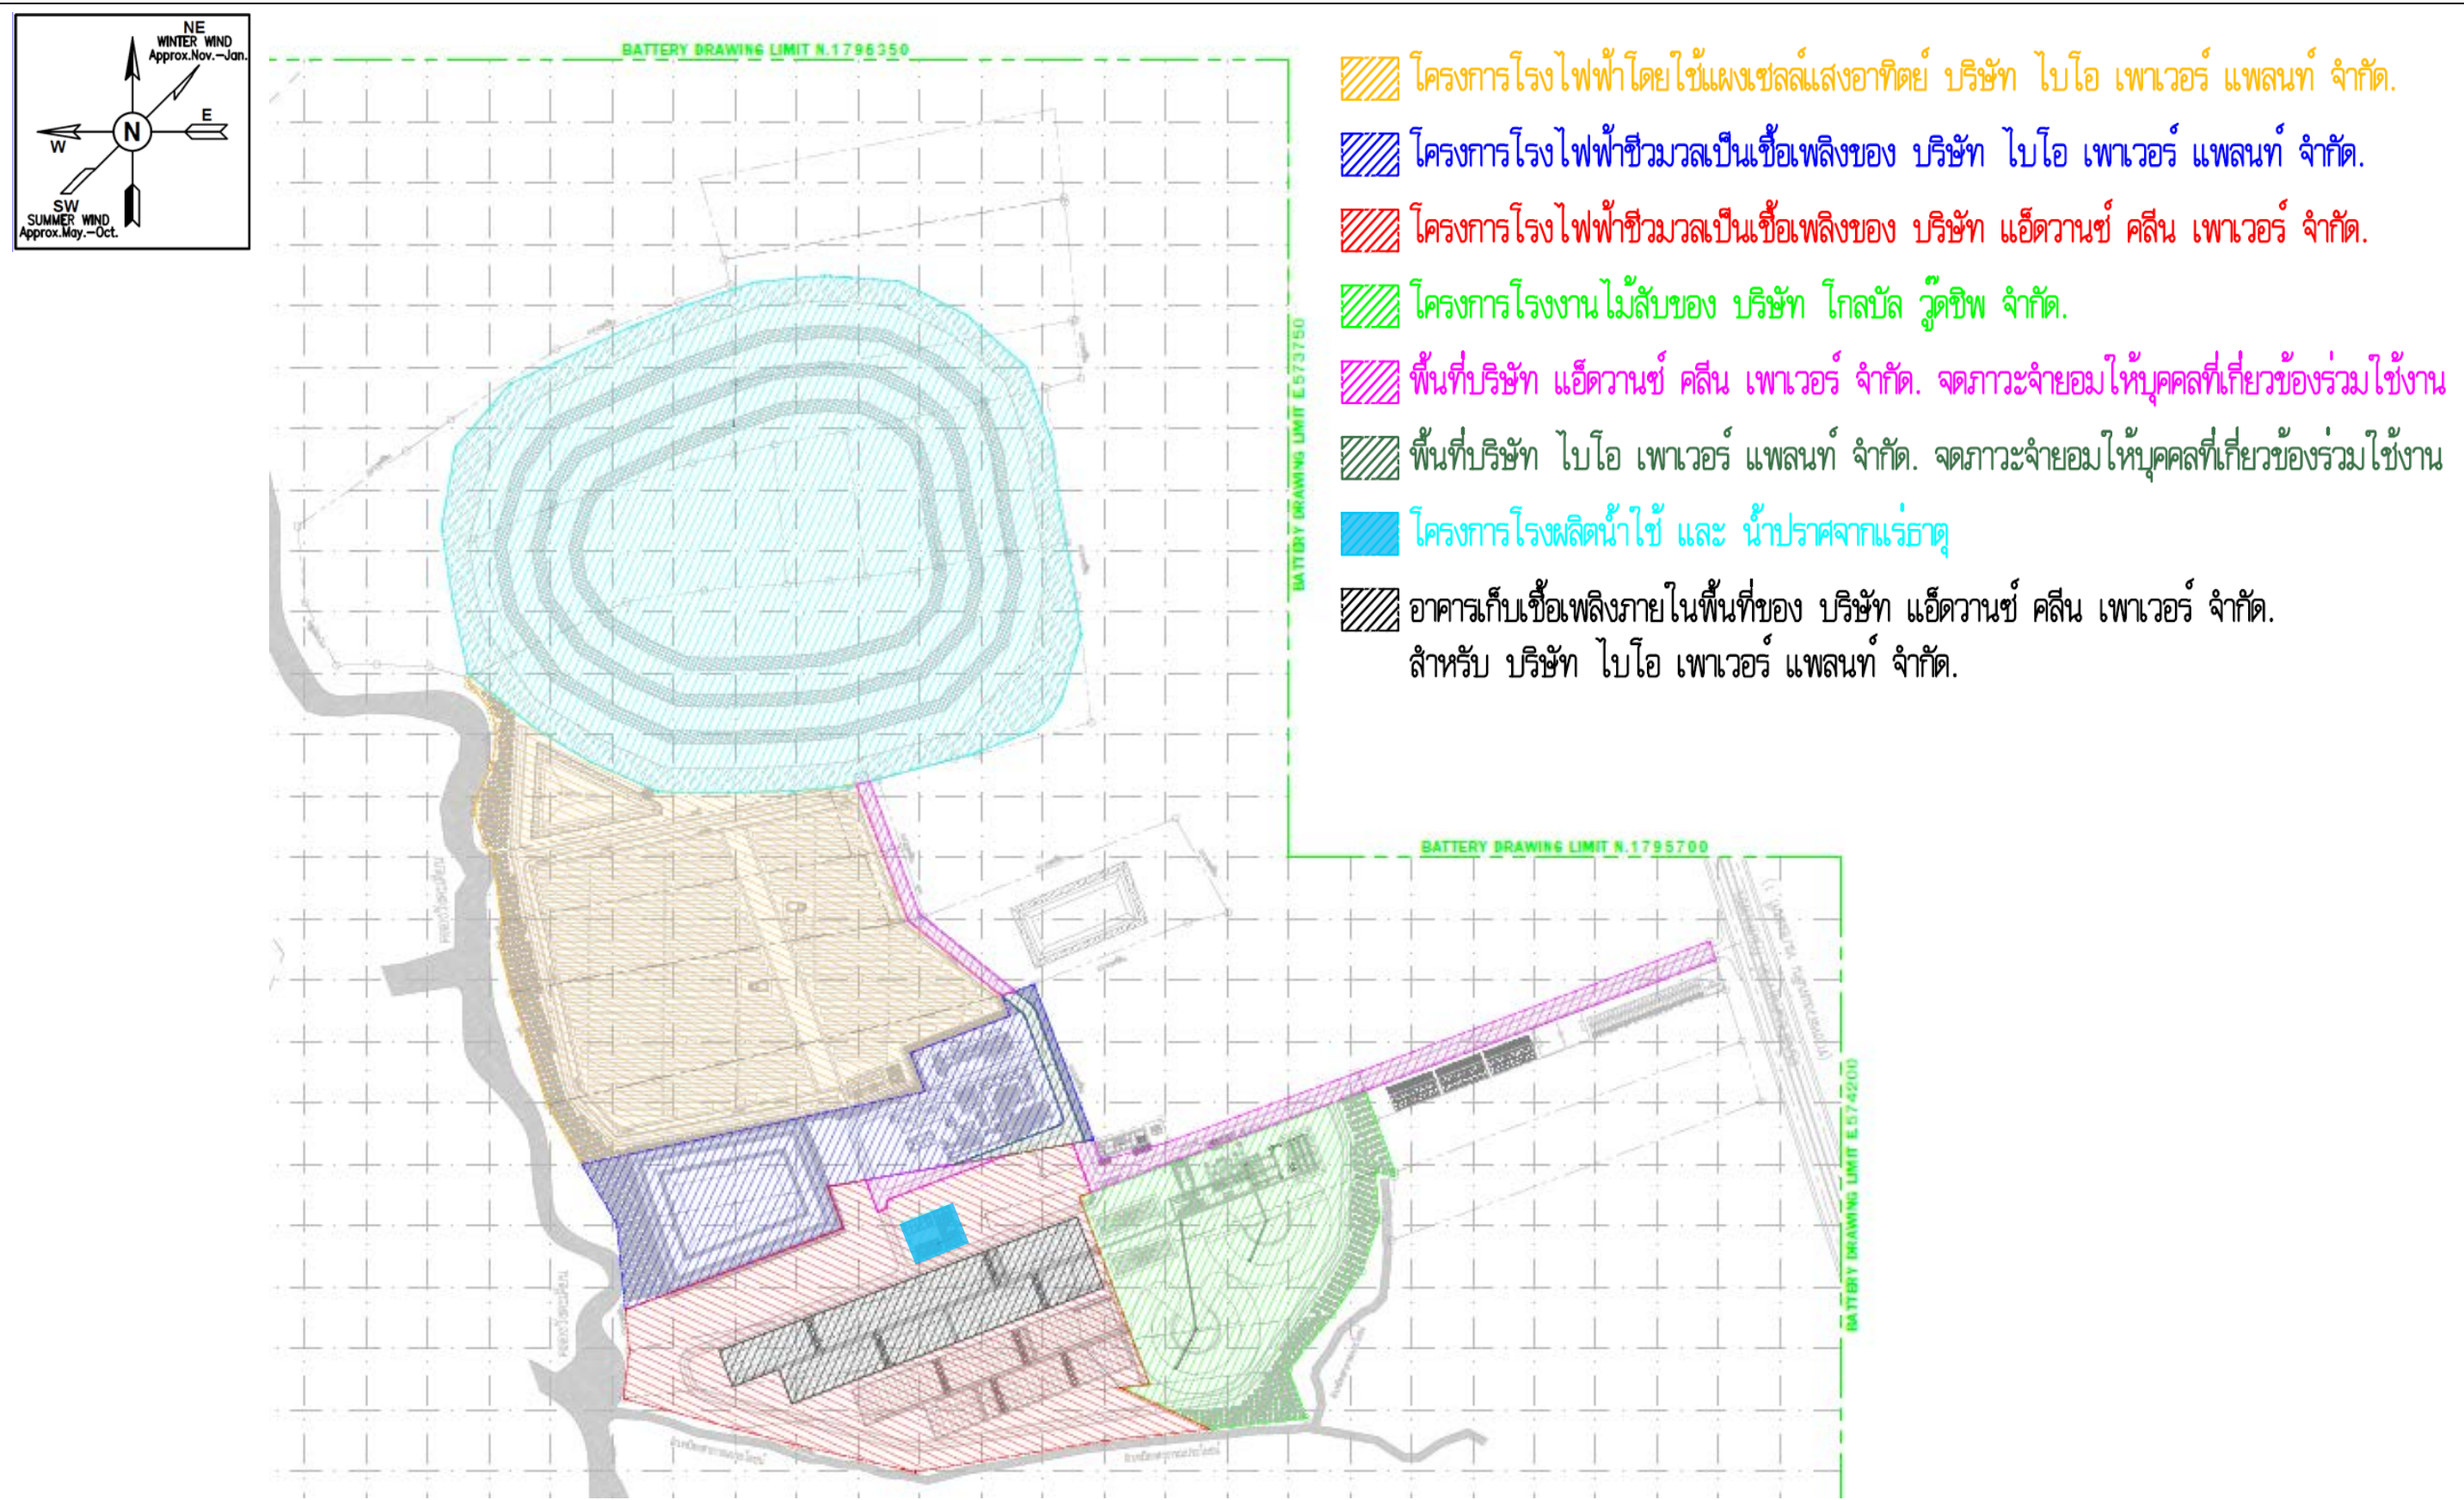 NE
WINTER WIND
Approx.Nov.-Jan.
E
N
W
SW
SUMMER WIND
Approx.May.-Oct.
BATTERY DRAWING LIMIT N.1796350
BATTERY DRAWING LIMIT E.573750
โครงการโรงไฟฟ้าโดยใช้แผงเซลล์แสงอาทิตย์ บริษัท ไบโอ เพาเวอร์ แพลนท์ จำกัด.
โครงการโรงไฟฟ้าชีวมวลเป็นเชื้อเพลิงของ บริษัท ไบโอ เพาเวอร์ แพลนท์ จำกัด.
โครงการโรงไฟฟ้าชีวมวลเป็นเชื้อเพลิงของ บริษัท แอ็ดวานซ์ คลีน เพาเวอร์ จำกัด.
โครงการโรงงานไม้สับของ บริษัท โกลบัล วู๊ดชิพ จำกัด.
พื้นที่บริษัท แอ็ดวานซ์ คลีน เพาเวอร์ จำกัด. จดภาวะจำยอมให้บุคคลที่เกี่ยวข้องร่วมใช้งาน
พื้นที่บริษัท ไบโอ เพาเวอร์ แพลนท์ จำกัด. จดภาวะจำยอมให้บุคคลที่เกี่ยวข้องร่วมใช้งาน
โครงการโรงผลิตน้ำใช้ และ น้ำปราศจากแร่ธาตุ
อาคารเก็บเชื้อเพลิงภายในพื้นที่ของ บริษัท แอ็ดวานซ์ คลีน เพาเวอร์ จำกัด.
สำหรับ บริษัท ไบโอ เพาเวอร์ แพลนท์ จำกัด.
BATTERY DRAWING LIMIT N.1795700
BATTERY DRAWING LIMIT E.574200